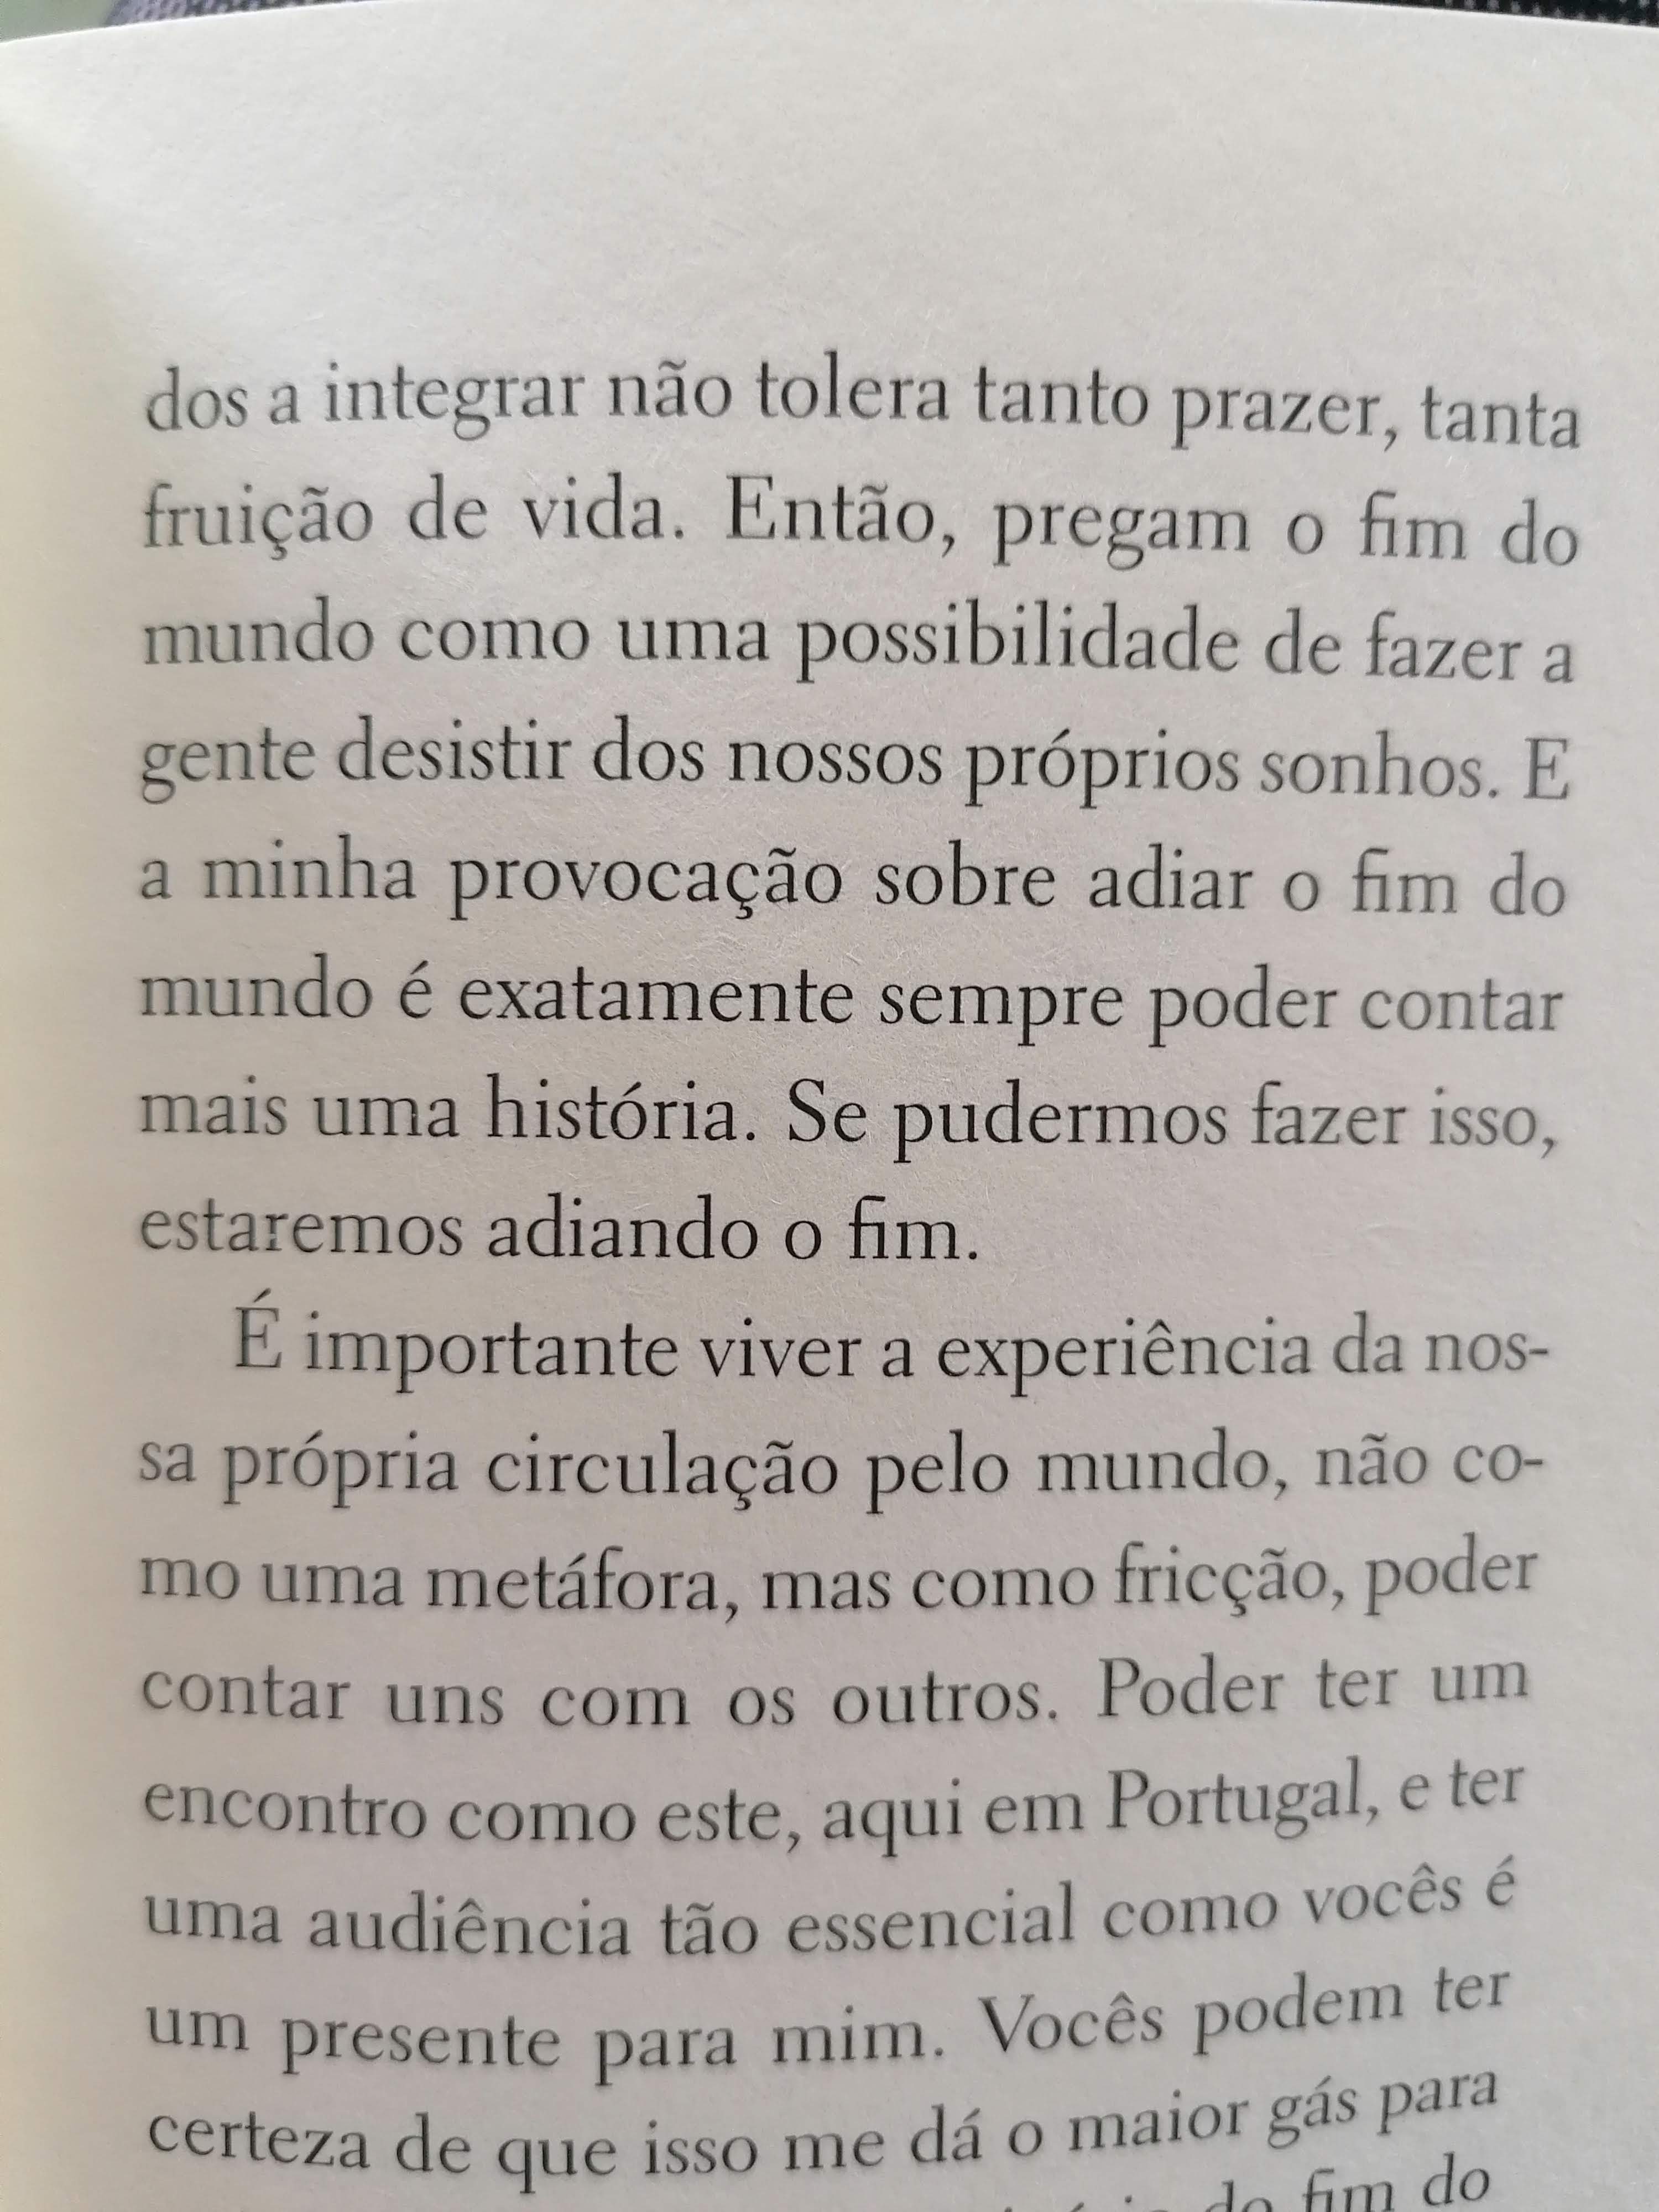 dos a integrar não tolera tanto prazer, tanta
fruição de vida. Então, pregam o fim do
mundo como uma possibilidade de fazer a
gente desistir dos nossos próprios sonhos. E
a minha provocação sobre adiar o fim do
mundo é exatamente sempre poder contar
mais uma história. Se pudermos fazer isso,
estaremos adiando o fim.
É importante viver a experiência da nos-
sa própria circulação pelo mundo, não co-
mo uma metáfora, mas como fricção, poder
contar uns com os outros. Poder ter um
encontro como este, aqui em Portugal, e ter
uma audiência tão essencial como vocês é
um presente para mim. Vocês podem ter
certeza de que isso me dá o maior gás para
do fim do